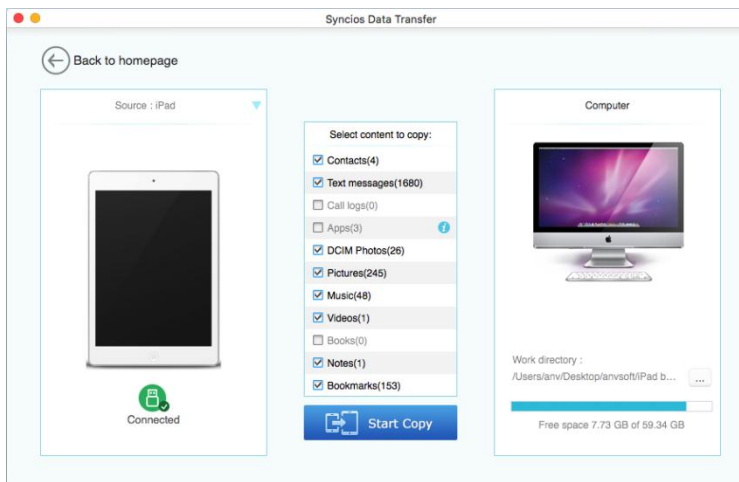 Syncios Data Transfer
Back to homepage
Source : iPad
Select content to copy:
Contacts(4)
Text messages(1680)
Call logs(0)
Apps(3)
i
DCIM Photos(26)
Pictures(245)
Music(48)
Videos(1)
Books(0)
Notes(1)
Bookmarks(153)
Start Copy
Connected
Computer
Work directory :
/Users/anv/Desktop/anvsoft/iPad b...
...
Free space 7.73 GB of 59.34 GB